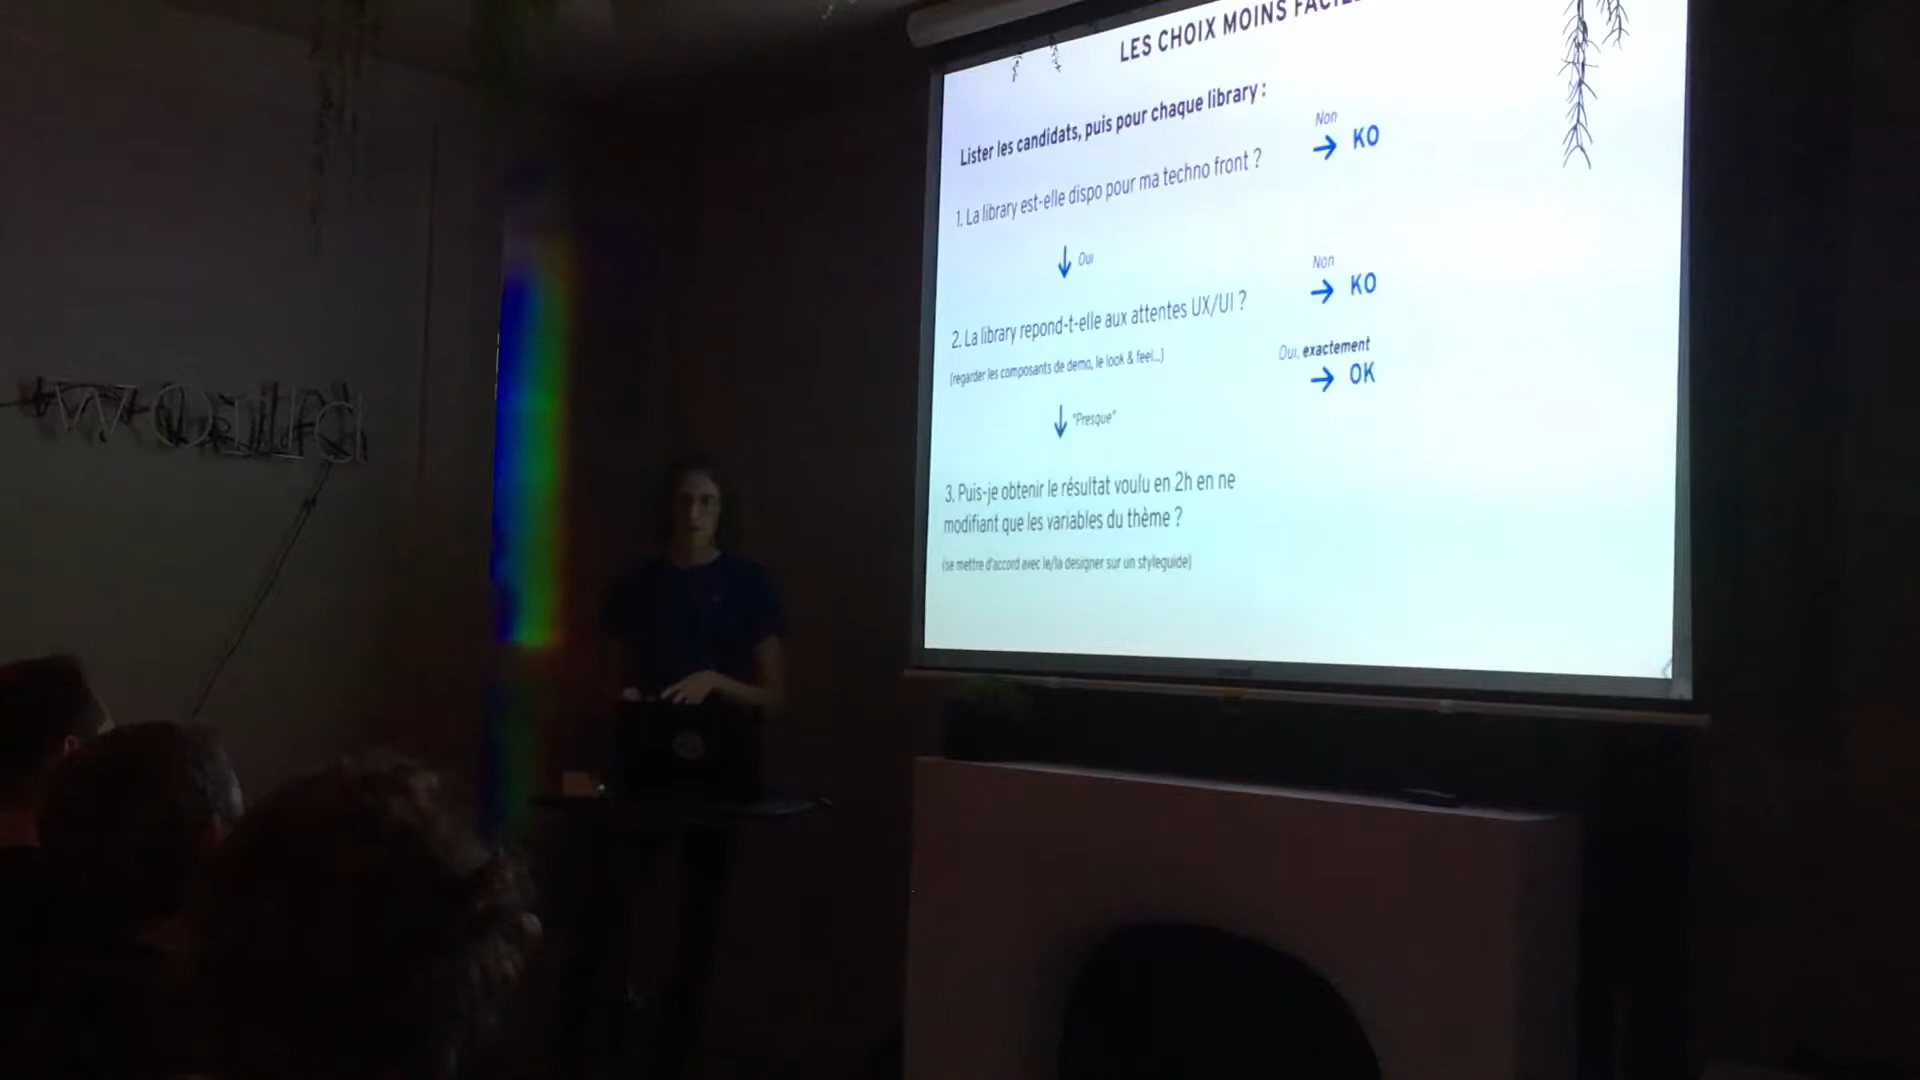 LES CHOIX MOINS
Lister les candidats, puis pour chaque library :
1. La library est-elle dispo pour ma techno front ?
Non
→ KO
↓ Oui
2. La library repond-t-elle aux attentes UX/UI ?
(regarder les composants de demo, le look & feel...)
Non
→ KO
Oui, exactement
→ OK
↓ "Presque"
3. Puis-je obtenir le résultat voulu en 2h en ne
modifiant que les variables du thème ?
(se mettre d'accord avec le/la designer sur un styleguide)
would